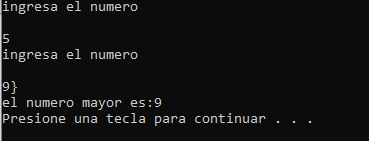 ingresa el numero
5
ingresa el numero
9}
el numero mayor es:9
Presione una tecla para continuar . . .